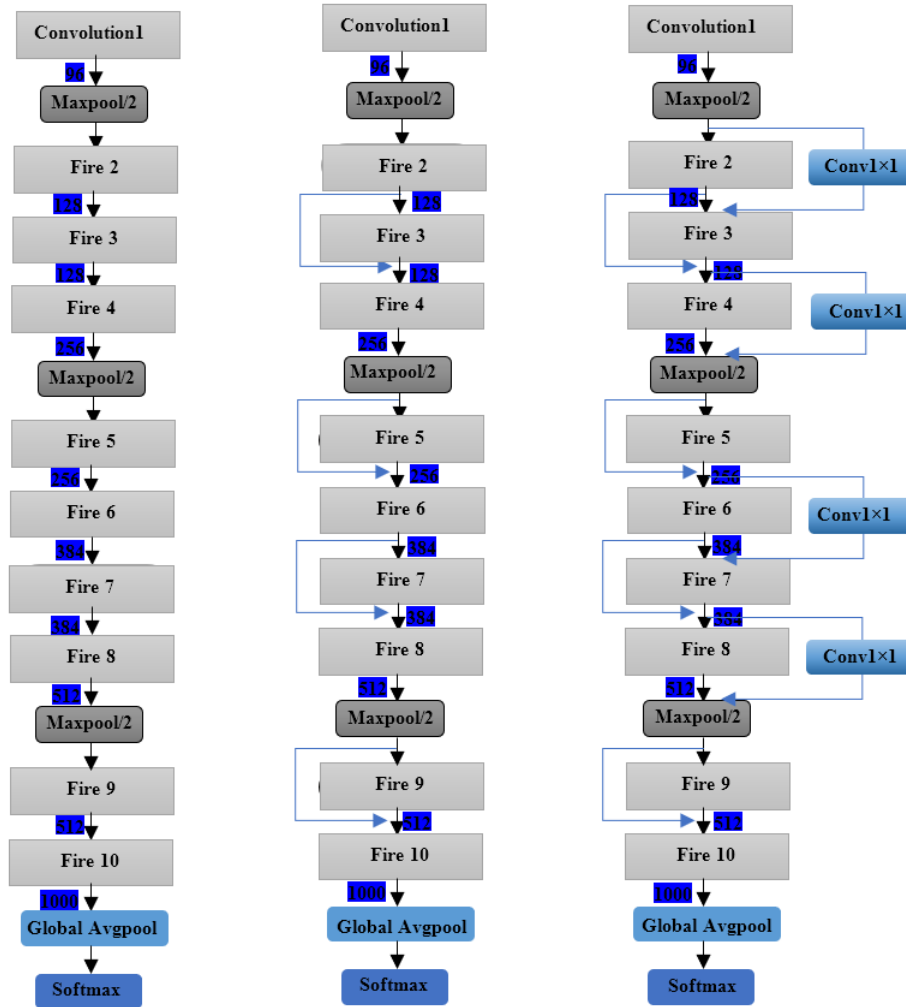 Convolution1
96
Maxpool/2
Fire 2
128
Fire 3
128
Fire 4
256
Maxpool/2
Fire 5
256
Fire 6
384
Fire 7
384
Fire 8
512
Maxpool/2
Fire 9
512
Fire 10
1000
Global Avgpool
Softmax
Convolution1
96
Maxpool/2
Fire 2
128
Fire 3
128
Fire 4
256
Maxpool/2
Fire 5
256
Fire 6
384
Fire 7
384
Fire 8
512
Maxpool/2
Fire 9
512
Fire 10
1000
Global Avgpool
Softmax
Convolution1
96
Maxpool/2
Fire 2
Conv1×1
128
Fire 3
128
Fire 4
Conv1×1
256
Maxpool/2
Fire 5
256
Fire 6
Conv1×1
384
Fire 7
384
Fire 8
Conv1×1
512
Maxpool/2
Fire 9
512
Fire 10
1000
Global Avgpool
Softmax